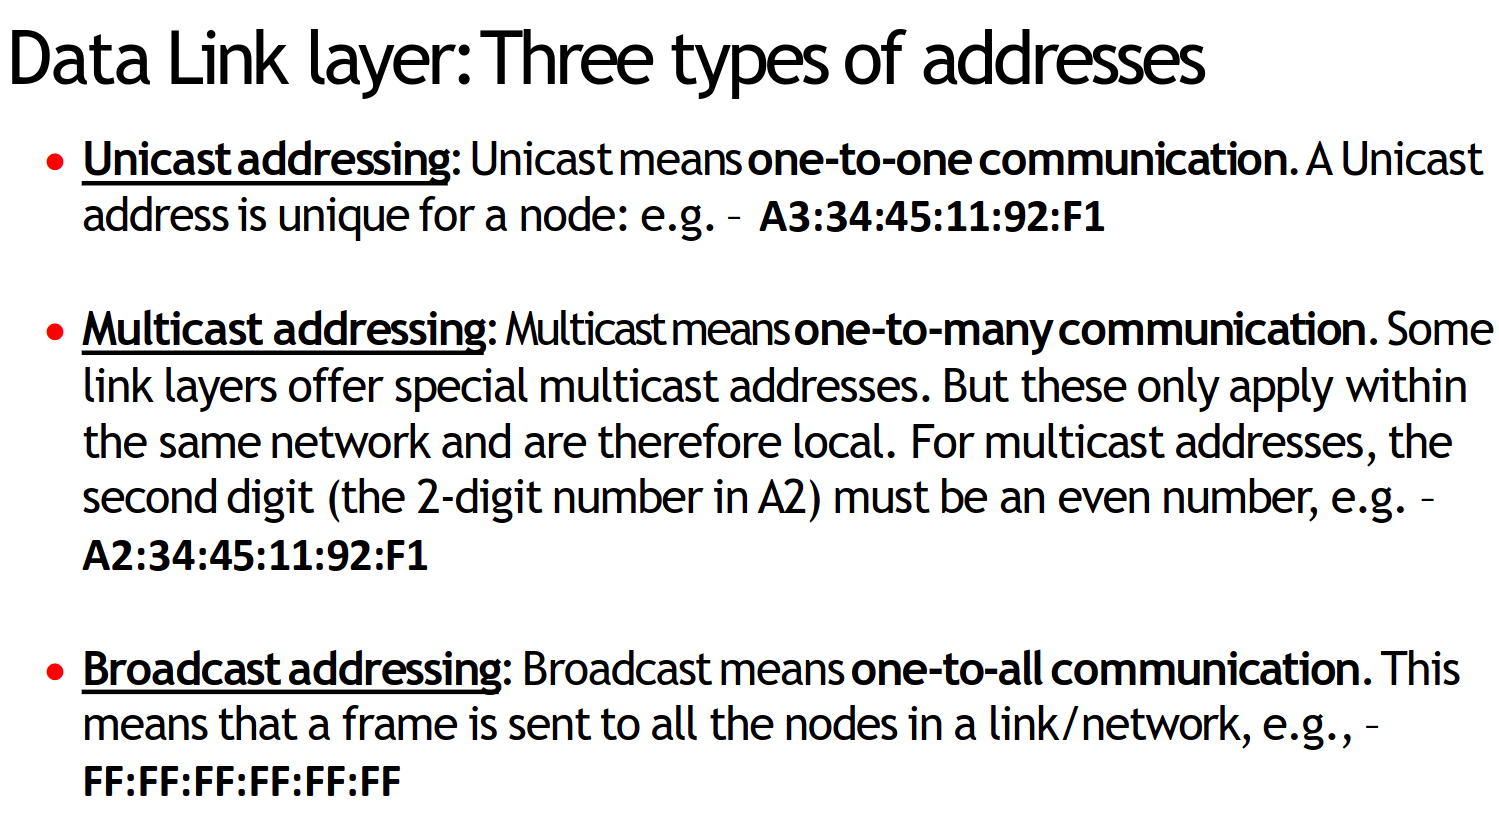 Data Link layer: Three types of addresses
• Unicast addressing: Unicast means one-to-one communication. A Unicast
address is unique for a node: e.g. – A3:34:45:11:92:F1
• Multicast addressing: Multicast means one-to-many communication. Some
link layers offer special multicast addresses. But these only apply within
the same network and are therefore local. For multicast addresses, the
second digit (the 2-digit number in A2) must be an even number, e.g. –
A2:34:45:11:92:F1
• Broadcast addressing: Broadcast means one-to-all communication. This
means that a frame is sent to all the nodes in a link/network, e.g., –
FF:FF:FF:FF:FF:FF